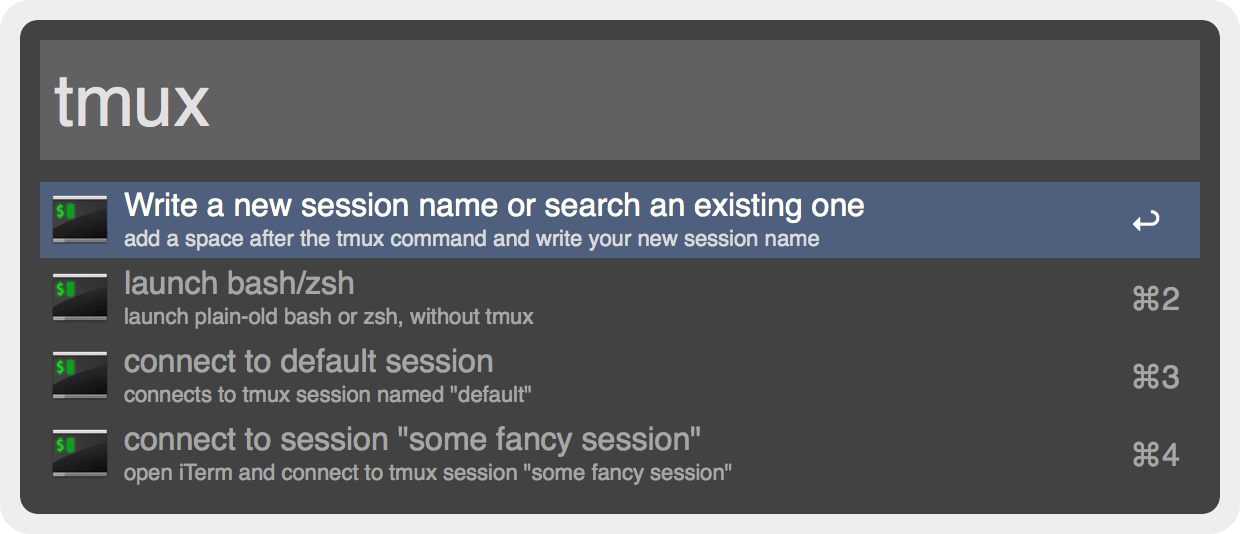 tmux
Write a new session name or search an existing one
add a space after the tmux command and write your new session name
↩
launch bash/zsh
launch plain-old bash or zsh, without tmux
⌘2
connect to default session
connects to tmux session named "default"
⌘3
connect to session "some fancy session"
open iTerm and connect to tmux session "some fancy session"
⌘4